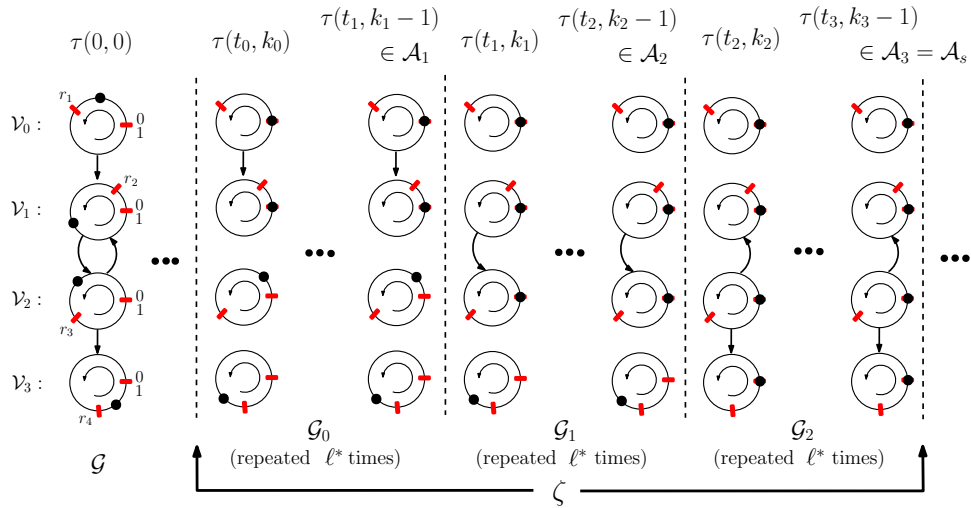 τ(0, 0)
τ(t₀, k₀)
τ(t₁, k₁ − 1)
∈ 𝒜₁
τ(t₁, k₁)
τ(t₂, k₂ − 1)
∈ 𝒜₂
τ(t₂, k₂)
τ(t₃, k₃ − 1)
∈ 𝒜₃ = 𝒜ₛ
𝒱₀ :
r₁
0
1
𝒱₁ :
r₂
0
1
𝒱₂ :
r₃
0
1
𝒱₃ :
r₄
0
1
𝒢
𝒢₀
(repeated ℓ* times)
𝒢₁
(repeated ℓ* times)
𝒢₂
(repeated ℓ* times)
ζ